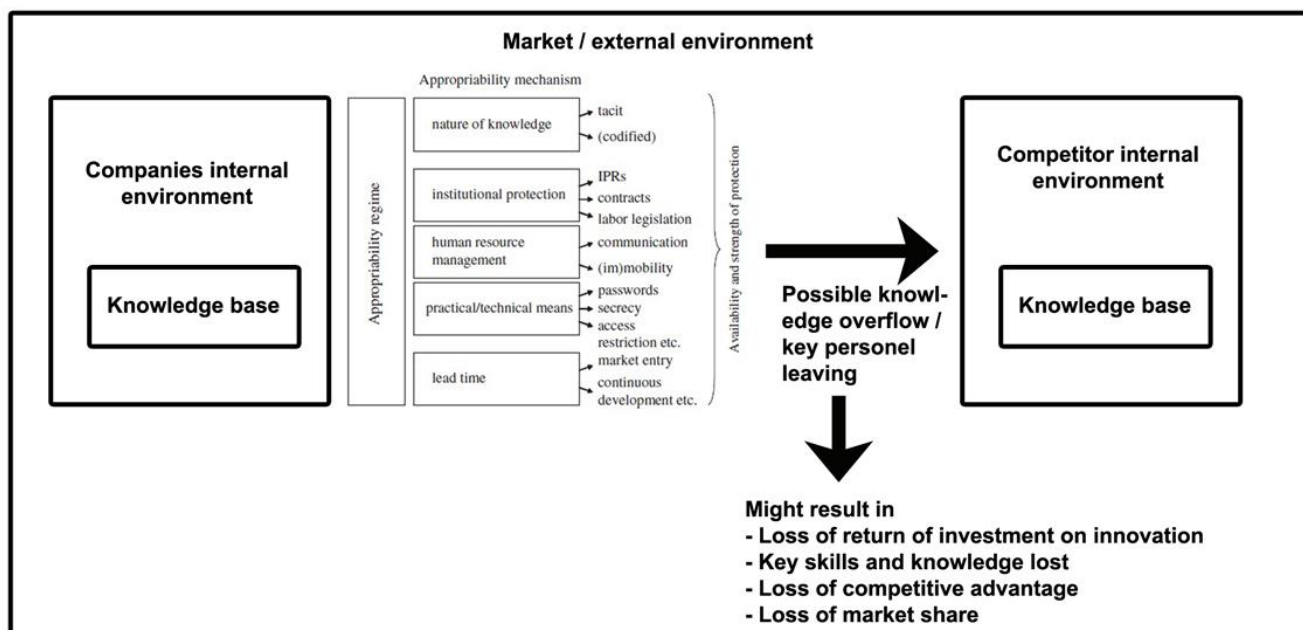 Market / external environment
Companies internal
environment
Knowledge base
Appropriability regime
Appropriability mechanism
nature of knowledge
tacit
(codified)
institutional protection
IPRs
contracts
labor legislation
human resource
management
communication
(im)mobility
practical/technical means
passwords
secrecy
access
restriction etc.
lead time
market entry
continuous
development etc.
Availability and strength of protection
Possible knowl-
edge overflow /
key personel
leaving
Competitor internal
environment
Knowledge base
Might result in
- Loss of return of investment on innovation
- Key skills and knowledge lost
- Loss of competitive advantage
- Loss of market share